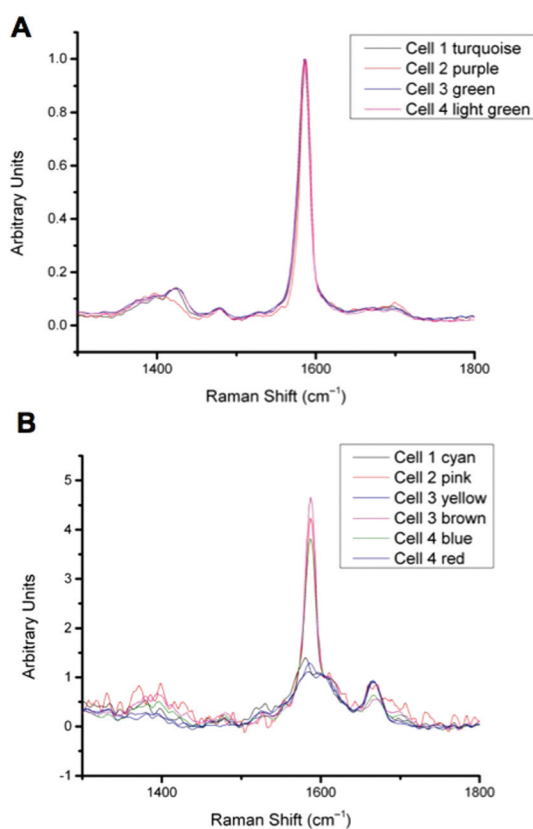 A
Cell 1 turquoise
Cell 2 purple
Cell 3 green
Cell 4 light green
1.0
0.8
0.6
0.4
0.2
0.0
Arbitrary Units
1400 1600 1800
Raman Shift (cm⁻¹)
B
Cell 1 cyan
Cell 2 pink
Cell 3 yellow
Cell 3 brown
Cell 4 blue
Cell 4 red
5
4
3
2
1
0
-1
Arbitrary Units
1400 1600 1800
Raman Shift (cm⁻¹)